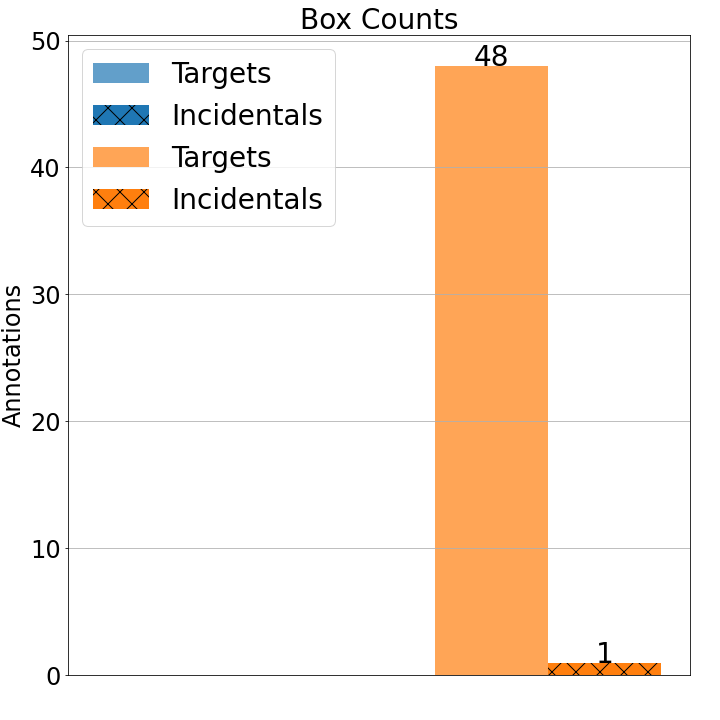 Box Counts
50
40
30
20
10
0
Annotations
Targets
Incidentals
Targets
Incidentals
48
1